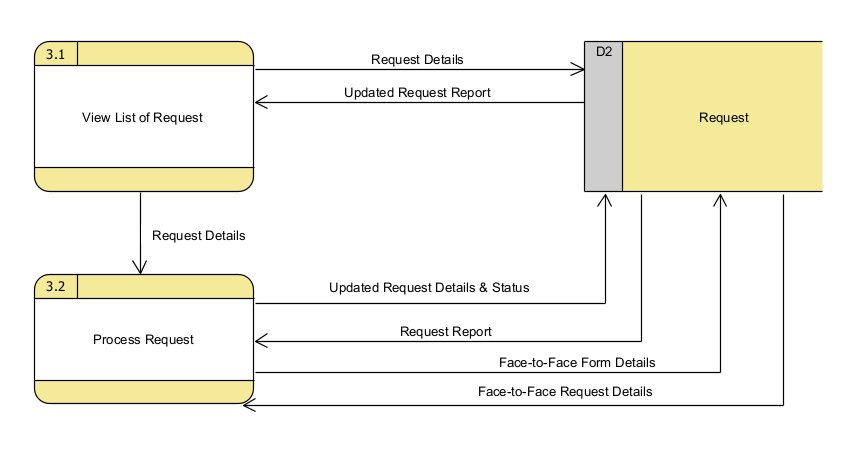 3.1
View List of Request
Request Details
Updated Request Report
D2
Request
Request Details
3.2
Process Request
Updated Request Details & Status
Request Report
Face-to-Face Form Details
Face-to-Face Request Details